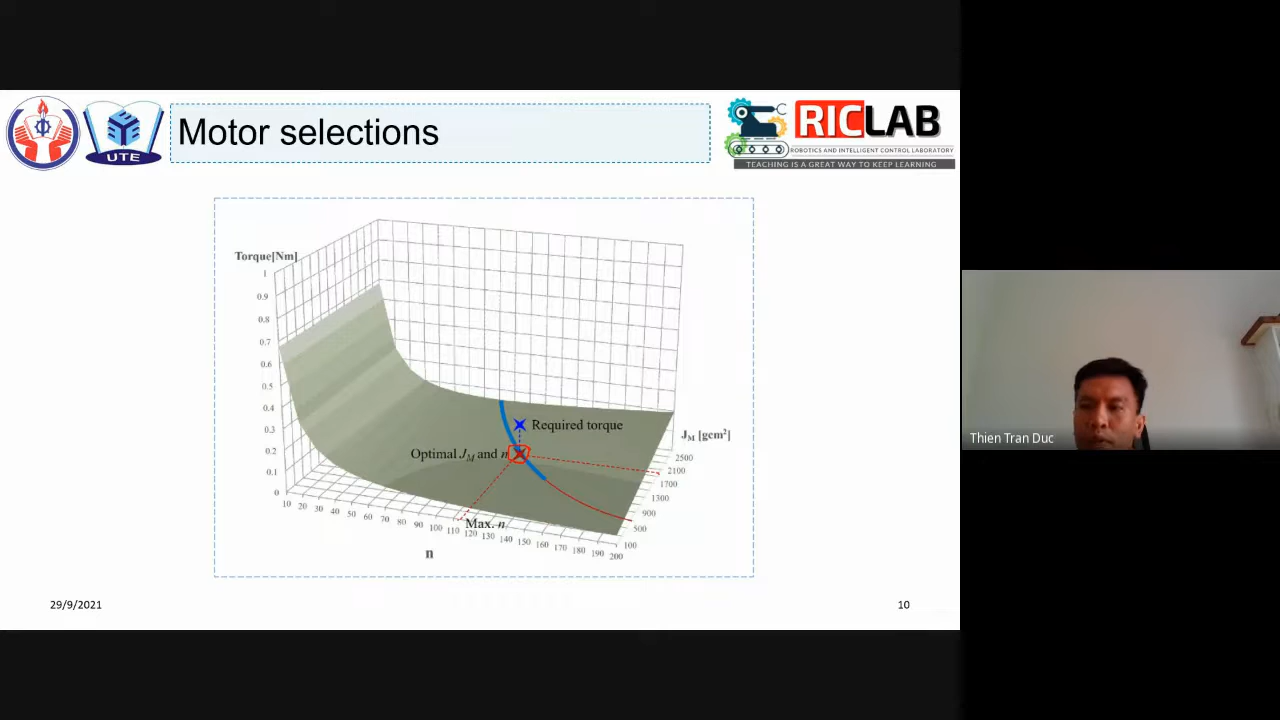 UTE
Motor selections
RICLAB
ROBOTICS AND INTELLIGENT CONTROL LABORATORY
TEACHING IS A GREAT WAY TO KEEP LEARNING
Torque[Nm]
1
0.9
0.8
0.7
0.6
0.5
0.4
0.3
0.2
0.1
0
Required torque
Optimal J_M and n
J_M [gcm²]
2500
2100
1700
1300
900
500
100
Max. n
10 20 30 40 50 60 70 80 90 100 110 120 130 140 150 160 170 180 190 200
n
Thien Tran Duc
29/9/2021
10